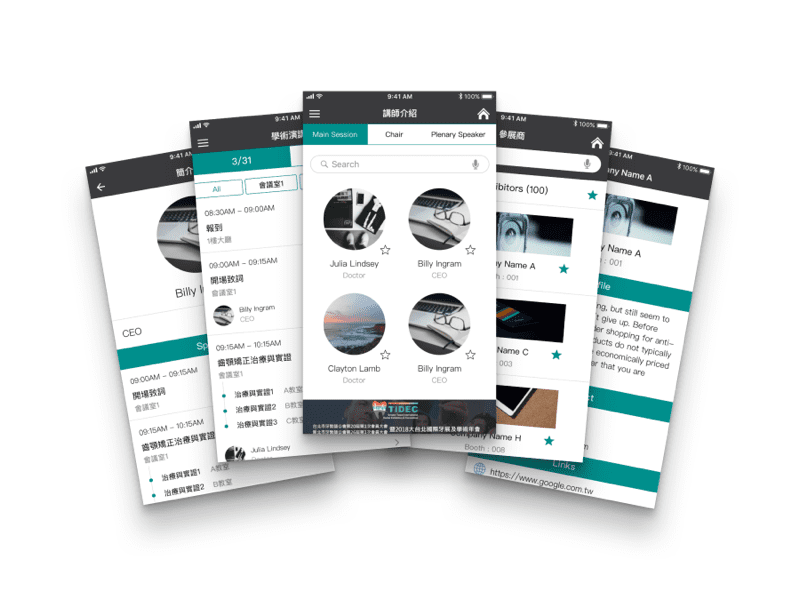 9:41 AM
簡介
Billy In
CEO
Sp
09:00AM ~ 09:15AM
開場致詞
會議室1
09:15AM ~ 10:15AM
齒顎矯正治療與實證
會議室1
治療與實證1 A教室
治療與實證2 B教室
9:41 AM
學術演講
3/31
All
會議室1
08:30AM ~ 09:00AM
報到
1樓大廳
09:00AM ~ 09:15AM
開場致詞
會議室1
Billy Ingram
CEO
09:15AM ~ 10:15AM
齒顎矯正治療與實證
會議室1
治療與實證1 A教室
治療與實證2 B教室
治療與實證3 C教室
Julia Lindsey
Doctor
9:41 AM
100%
講師介紹
Main Session
Chair
Plenary Speaker
Search
Julia Lindsey
Doctor
Billy Ingram
CEO
Clayton Lamb
Doctor
Billy Ingram
CEO
TIDEC
暨2018大台北國際牙展及學術年會
9:41 AM
100%
參展商
ibitors (100)
ny Name A
h : 001
ny Name C
003
Company Name H
Booth : 008
9:41 AM
100%
ny Name A
: 001
file
ng, but still seem to
t give up. Before
der shopping for anti-
ducts do not typically
e economically priced
er that you are
ct
Links
https://www.google.com.tw